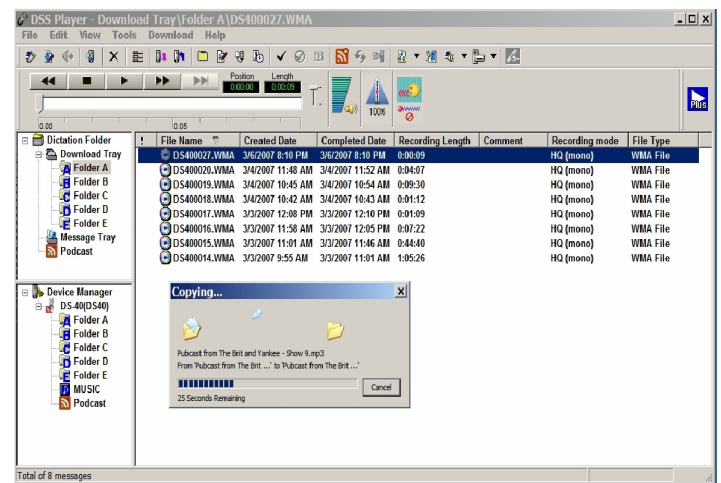 DSS Player - Download Tray\Folder A\DS400027.WMA
File Edit View Tools Download Help
Position Length
0:00:00 0:00:09
100%
Plus
0.00 0.05
Dictation Folder
Download Tray
A Folder A
B Folder B
C Folder C
D Folder D
E Folder E
Message Tray
Podcast
! File Name Created Date Completed Date Recording Length Comment Recording mode File Type
DS400027.WMA 3/6/2007 8:10 PM 3/6/2007 8:10 PM 0:00:09 HQ (mono) WMA File
DS400020.WMA 3/4/2007 11:48 AM 3/4/2007 11:52 AM 0:04:07 HQ (mono) WMA File
DS400019.WMA 3/4/2007 10:45 AM 3/4/2007 10:54 AM 0:09:30 HQ (mono) WMA File
DS400018.WMA 3/4/2007 10:42 AM 3/4/2007 10:43 AM 0:01:12 HQ (mono) WMA File
DS400017.WMA 3/3/2007 12:08 PM 3/3/2007 12:10 PM 0:01:09 HQ (mono) WMA File
DS400016.WMA 3/3/2007 11:58 AM 3/3/2007 12:05 PM 0:07:22 HQ (mono) WMA File
DS400015.WMA 3/3/2007 11:01 AM 3/3/2007 11:46 AM 0:44:40 HQ (mono) WMA File
DS400014.WMA 3/3/2007 9:55 AM 3/3/2007 11:01 AM 1:05:26 HQ (mono) WMA File
Device Manager
DS-40(DS40)
A Folder A
B Folder B
C Folder C
D Folder D
E Folder E
MUSIC
Podcast
Copying...
Pubcast from The Brit and Yankee - Show 9.mp3
From 'Pubcast from The Brit ...' to 'Pubcast from The Brit ...'
Cancel
25 Seconds Remaining
Total of 8 messages